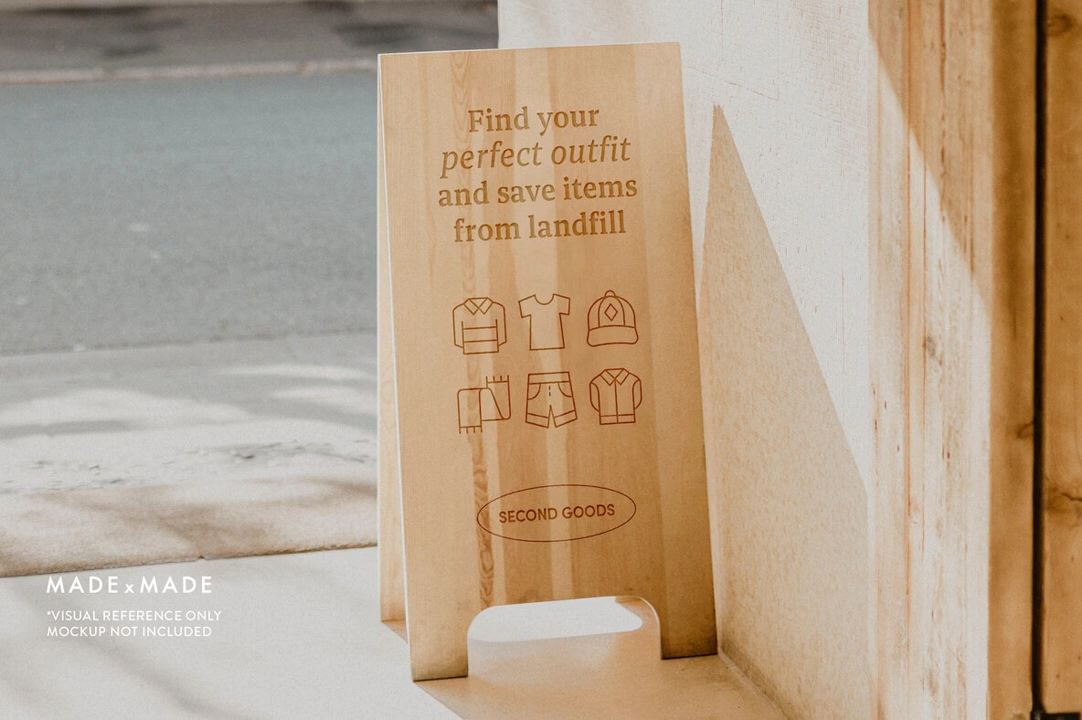 Find your
perfect outfit
and save items
from landfill
SECOND GOODS
MADE x MADE
*VISUAL REFERENCE ONLY
MOCKUP NOT INCLUDED